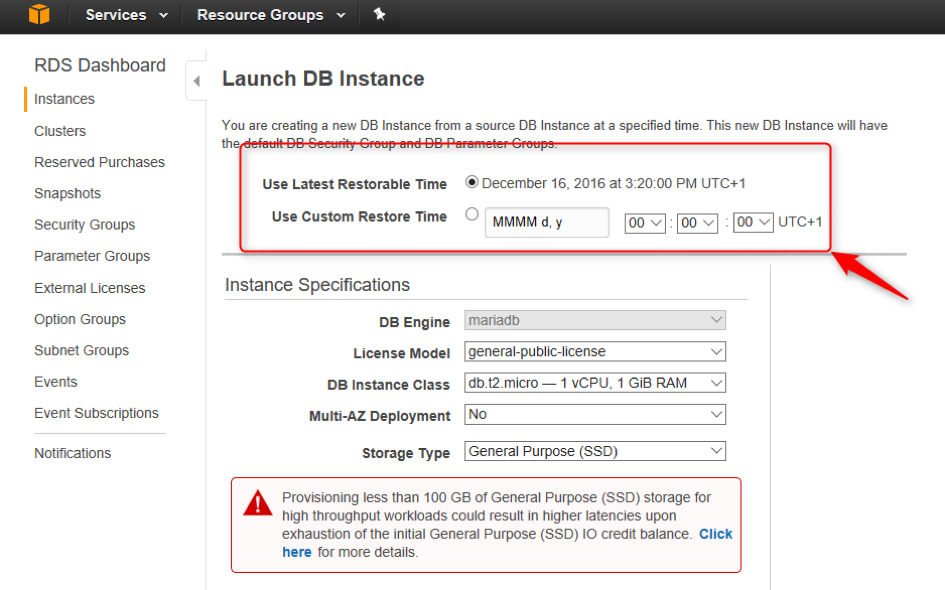 Services Resource Groups
RDS Dashboard
Instances
Clusters
Reserved Purchases
Snapshots
Security Groups
Parameter Groups
External Licenses
Option Groups
Subnet Groups
Events
Event Subscriptions
Notifications
Launch DB Instance
You are creating a new DB Instance from a source DB Instance at a specified time. This new DB Instance will have
the default DB Security Group and DB Parameter Groups.
Use Latest Restorable Time December 16, 2016 at 3:20:00 PM UTC+1
Use Custom Restore Time MMMM d, y 00 : 00 : 00 UTC+1
Instance Specifications
DB Engine mariadb
License Model general-public-license
DB Instance Class db.t2.micro — 1 vCPU, 1 GiB RAM
Multi-AZ Deployment No
Storage Type General Purpose (SSD)
Provisioning less than 100 GB of General Purpose (SSD) storage for
high throughput workloads could result in higher latencies upon
exhaustion of the initial General Purpose (SSD) IO credit balance. Click
here for more details.